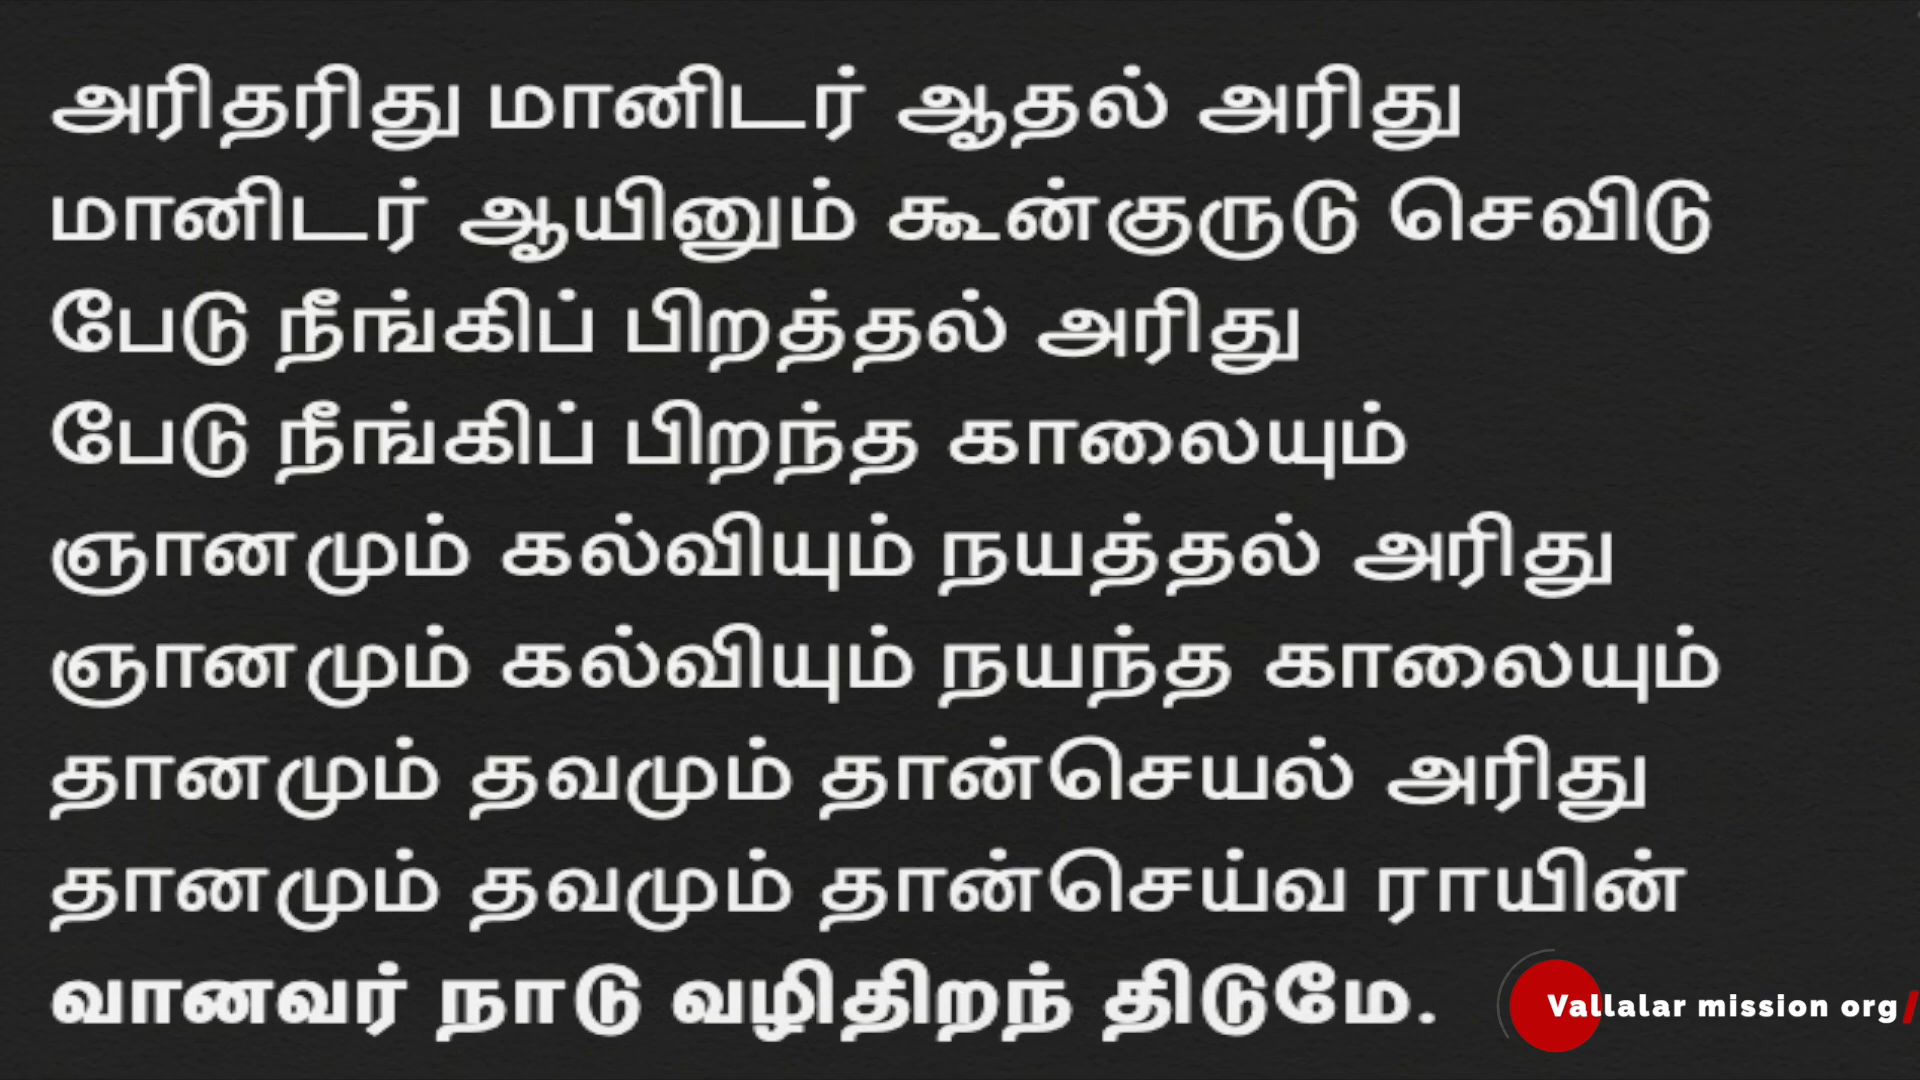 அரிதரிது மானிடர் ஆதல் அரிது
மானிடர் ஆயினும் கூன்குருடு செவிடு
பேடு நீங்கிப் பிறத்தல் அரிது
பேடு நீங்கிப் பிறந்த காலையும்
ஞானமும் கல்வியும் நயத்தல் அரிது
ஞானமும் கல்வியும் நயந்த காலையும்
தானமும் தவமும் தான்செயல் அரிது
தானமும் தவமும் தான்செய்வ ராயின்
வானவர் நாடு வழிதிறந் திடுமே.
Vallalar mission org/